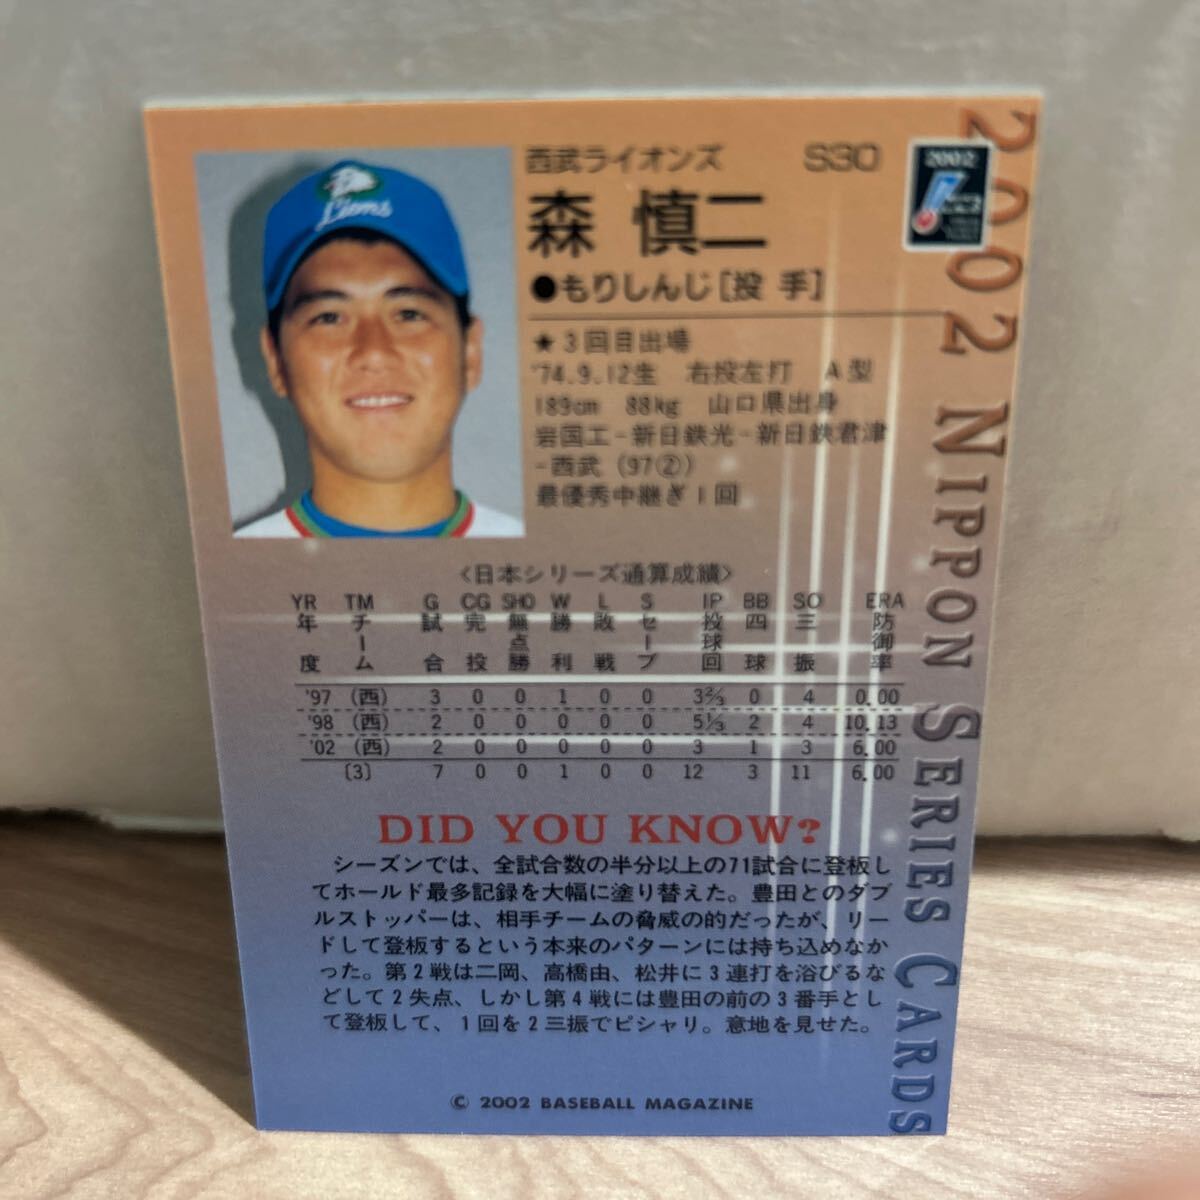 西武ライオンズ S30
2002
森 慎二
●もりしんじ[投 手]
★3回目出場
'74.9.12生 右投左打 A型
189cm 88kg 山口県出身
岩国工-新日鉄光-新日鉄君津
-西武(97②)
最優秀中継ぎ1回
Lions
2002 NIPPON SERIES CARDS
〈日本シリーズ通算成績〉
YR TM G CG SHO W L S IP BB SO ERA
年度 チーム 試合 完投 無点勝 勝利 敗戦 セーブ 投球回 四球 三振 防御率
'97 (西) 3 0 0 1 0 0 3⅔ 0 4 0.00
'98 (西) 2 0 0 0 0 0 5⅓ 2 4 10.13
'02 (西) 2 0 0 0 0 0 3 1 3 6.00
〔3〕 7 0 0 1 0 0 12 3 11 6.00
DID YOU KNOW?
シーズンでは、全試合数の半分以上の71試合に登板し
てホールド最多記録を大幅に塗り替えた。豊田とのダブ
ルストッパーは、相手チームの脅威の的だったが、リー
ドして登板するという本来のパターンには持ち込めなか
った。第2戦は二岡、高橋由、松井に3連打を浴びるな
どして2失点、しかし第4戦には豊田の前の3番手とし
て登板して、1回を2三振でピシャリ。意地を見せた。
© 2002 BASEBALL MAGAZINE